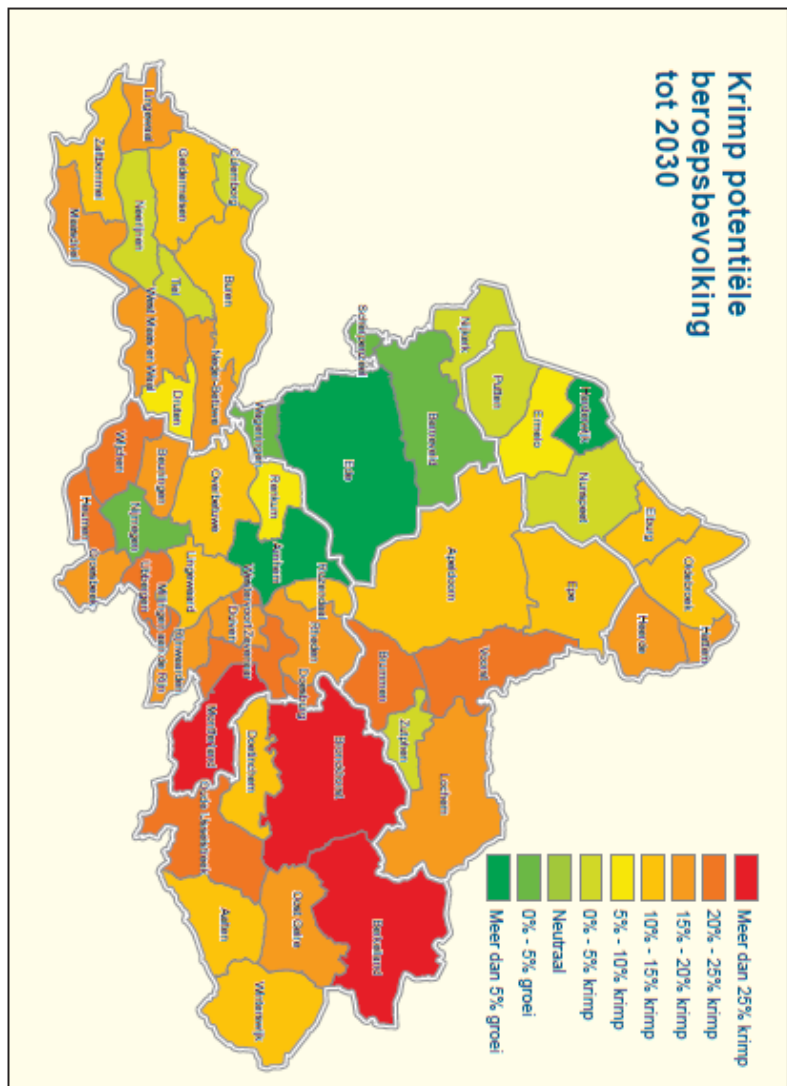 Krimp potentiële
beroepsbevolking
tot 2030
Meer dan 25% krimp
20% - 25% krimp
15% - 20% krimp
10% - 15% krimp
5% - 10% krimp
0% - 5% krimp
Neutraal
0% - 5% groei
Meer dan 5% groei
Hattem
Oldebroek
Elburg
Heerde
Harderwijk
Nunspeet
Epe
Ermelo
Putten
Nijkerk
Apeldoorn
Voorst
Barneveld
Scherpenzeel
Lochem
Zutphen
Brummen
Ede
Berkelland
Bronckhorst
Rozendaal
Rheden
Arnhem
Renkum
Wageningen
Doesburg
Oost Gelre
Winterswijk
Doetinchem
Aalten
Oude IJsselstreek
Montferland
Westervoort
Zevenaar
Duiven
Culemborg
Buren
Geldermalsen
Neder-Betuwe
Overbetuwe
Lingewaard
Rijnwaarden
Lingewaal
Tiel
Neerijnen
Druten
Beuningen
Nijmegen
Ubbergen
Millingen aan de Rijn
West Maas en Waal
Zaltbommel
Maasdriel
Wijchen
Heumen
Groesbeek